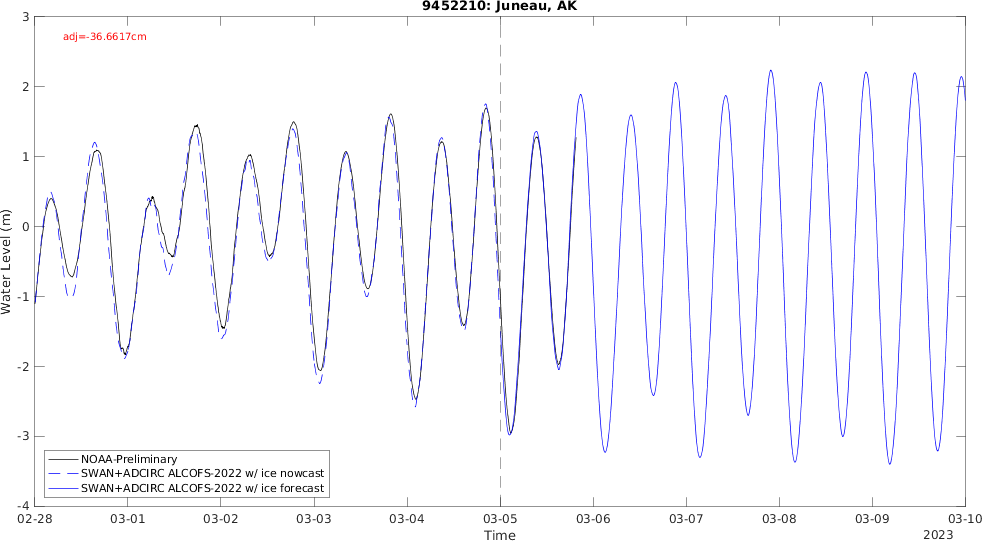 9452210: Juneau, AK
adj=-36.6617cm
3
2
1
0
-1
-2
-3
-4
Water Level (m)
NOAA-Preliminary
SWAN+ADCIRC ALCOFS-2022 w/ ice nowcast
SWAN+ADCIRC ALCOFS-2022 w/ ice forecast
02-28 03-01 03-02 03-03 03-04 03-05 03-06 03-07 03-08 03-09 03-10
Time
2023